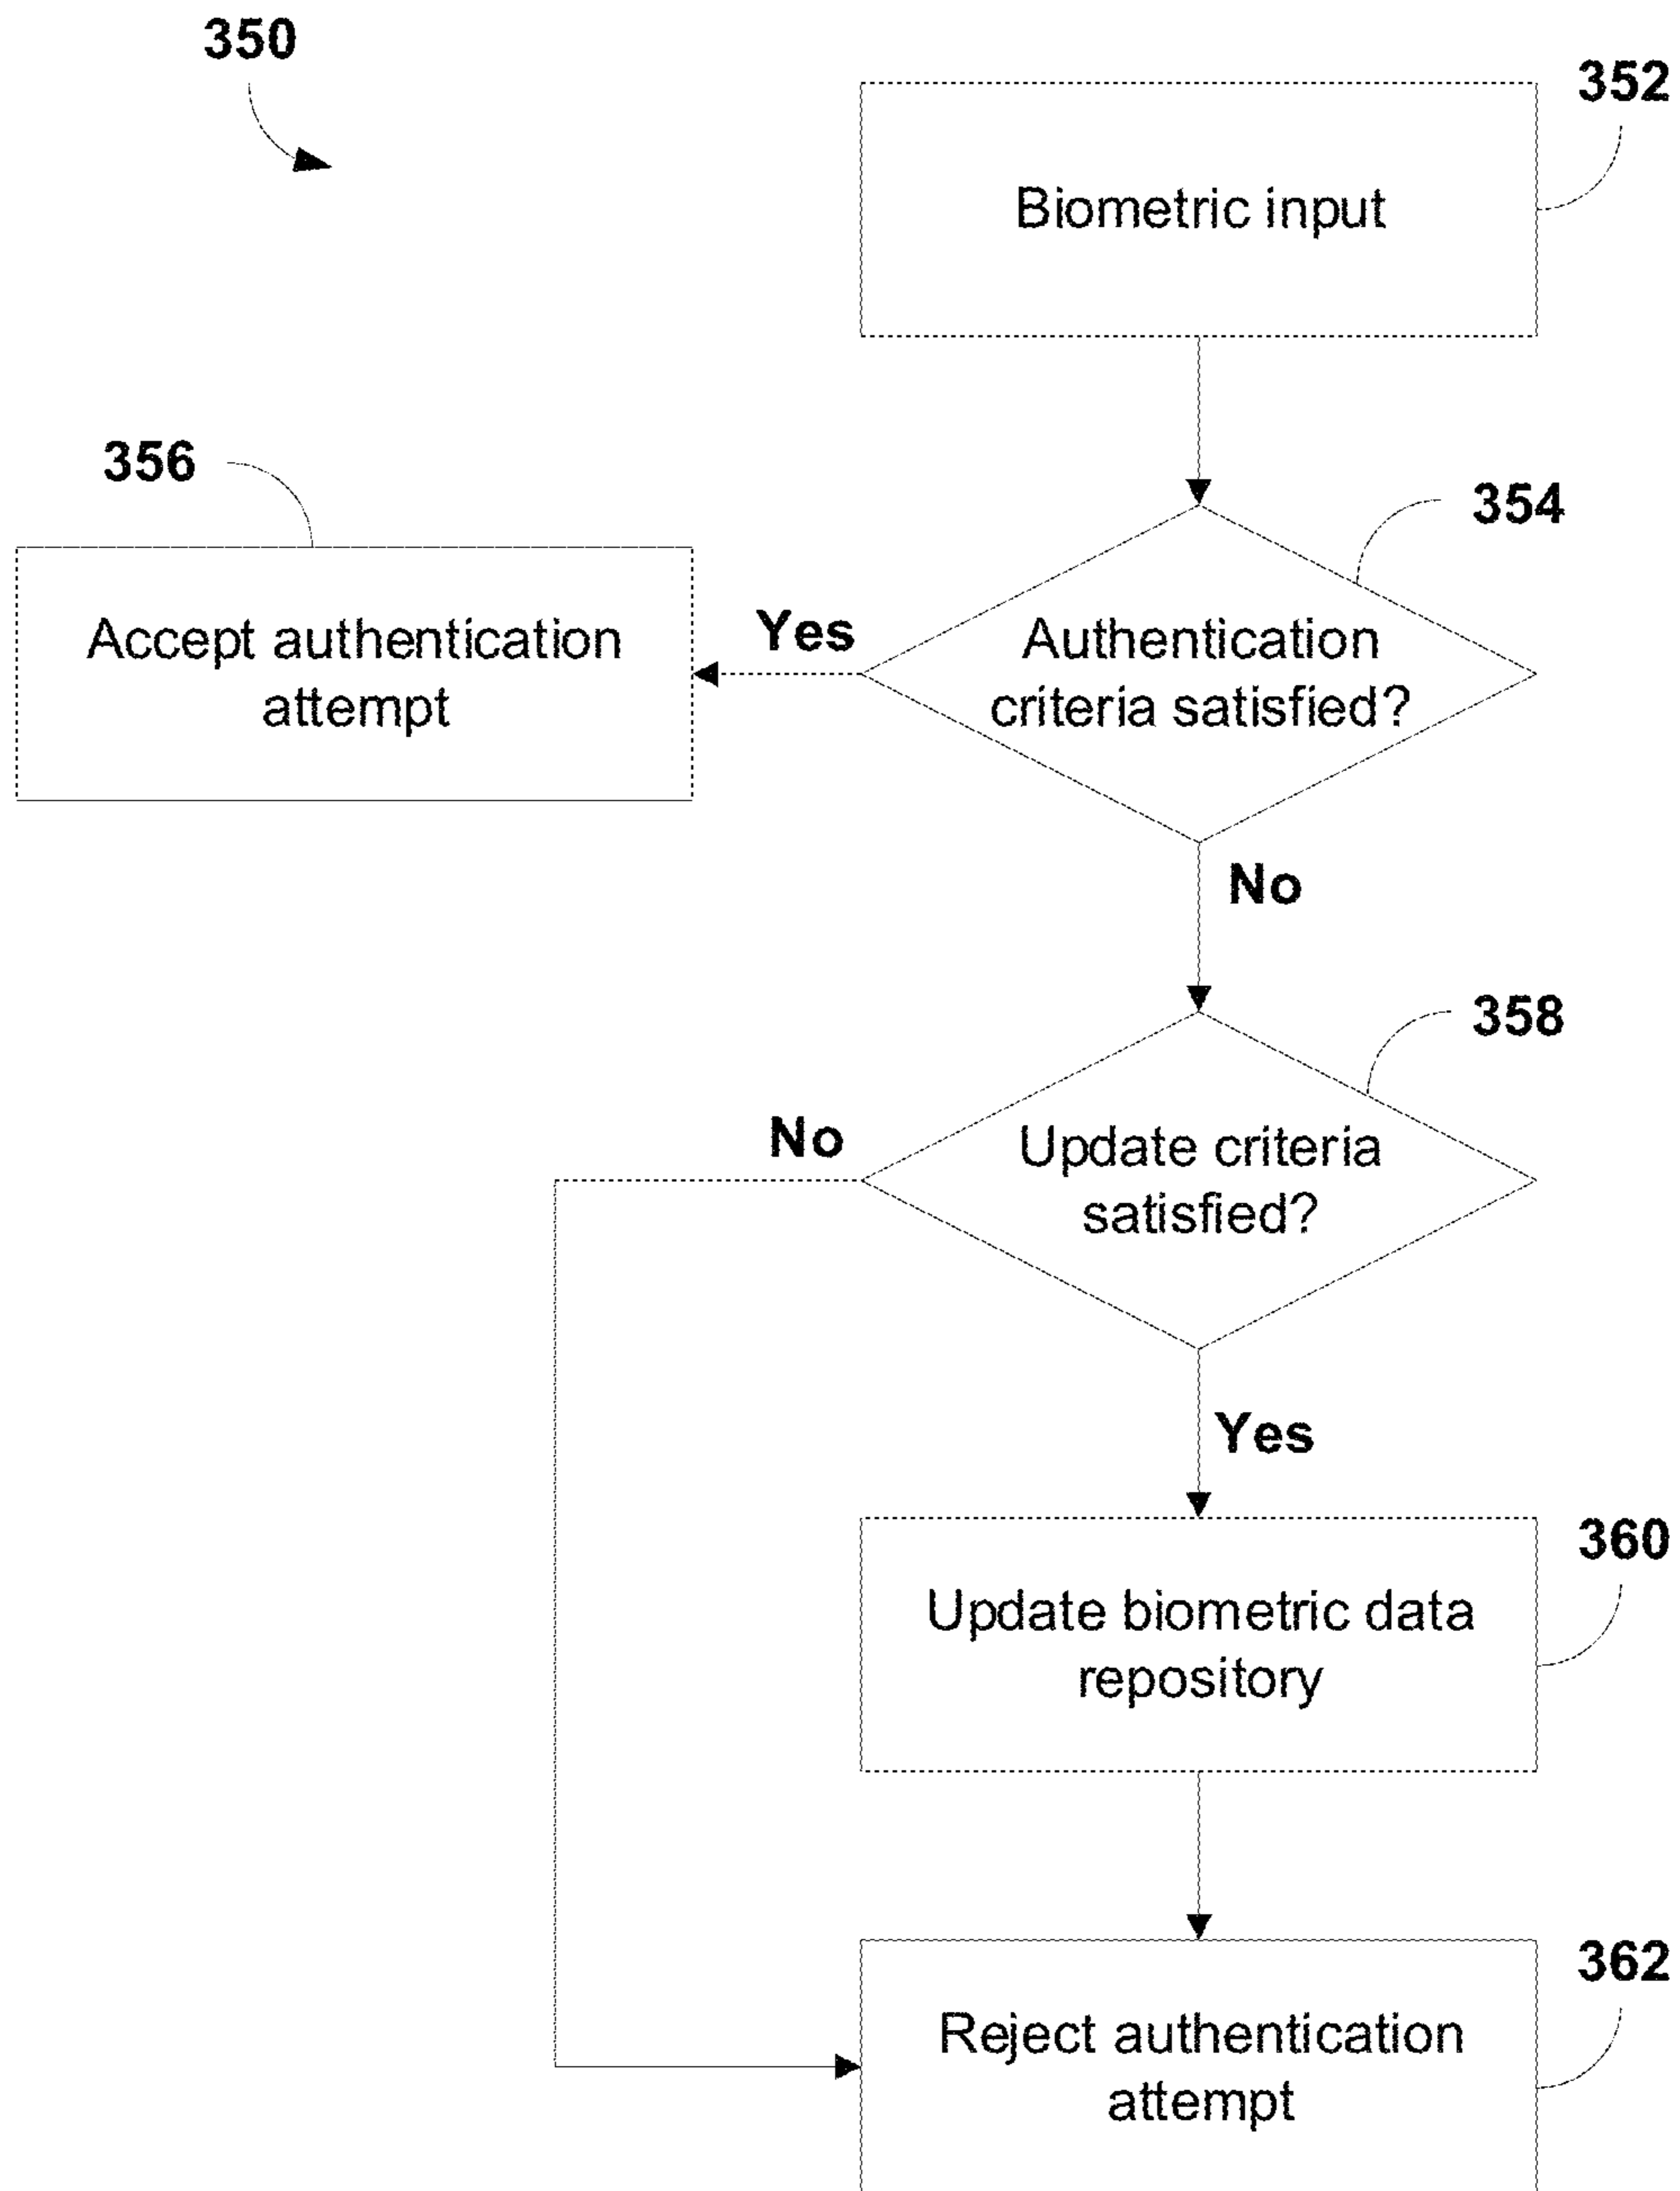 350
352
Biometric input
356
354
Accept authentication
attempt
Yes
Authentication
criteria satisfied?
No
358
No
Update criteria
satisfied?
Yes
360
Update biometric data
repository
362
Reject authentication
attempt